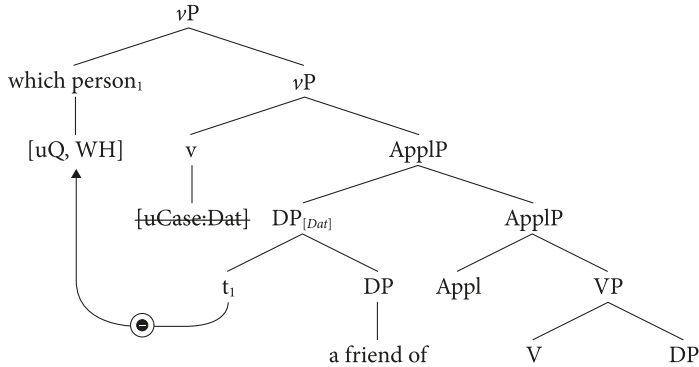 vP
which person₁ vP
[uQ, WH] v ApplP
[uCase:Dat] DP[Dat] ApplP
t₁ DP Appl VP
a friend of V DP